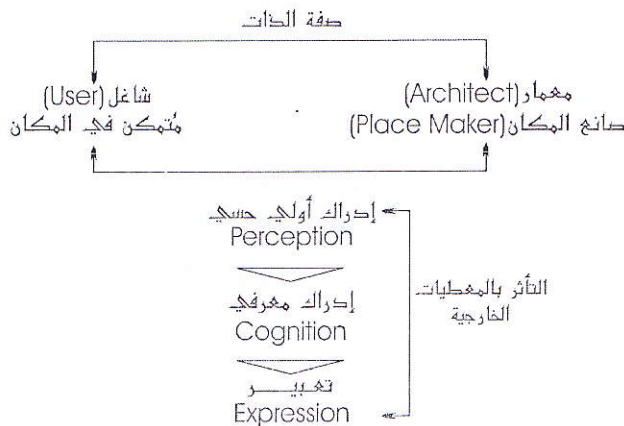 صفة الذات
معمار(Architect)
صانع المكان(Place Maker)
شاغل(User)
مُتمكن في المكان
إدراك أولي حسي
Perception
إدراك معرفي
Cognition
تعبيــــر
Expression
التأثر بالمعطيات
الخارجية